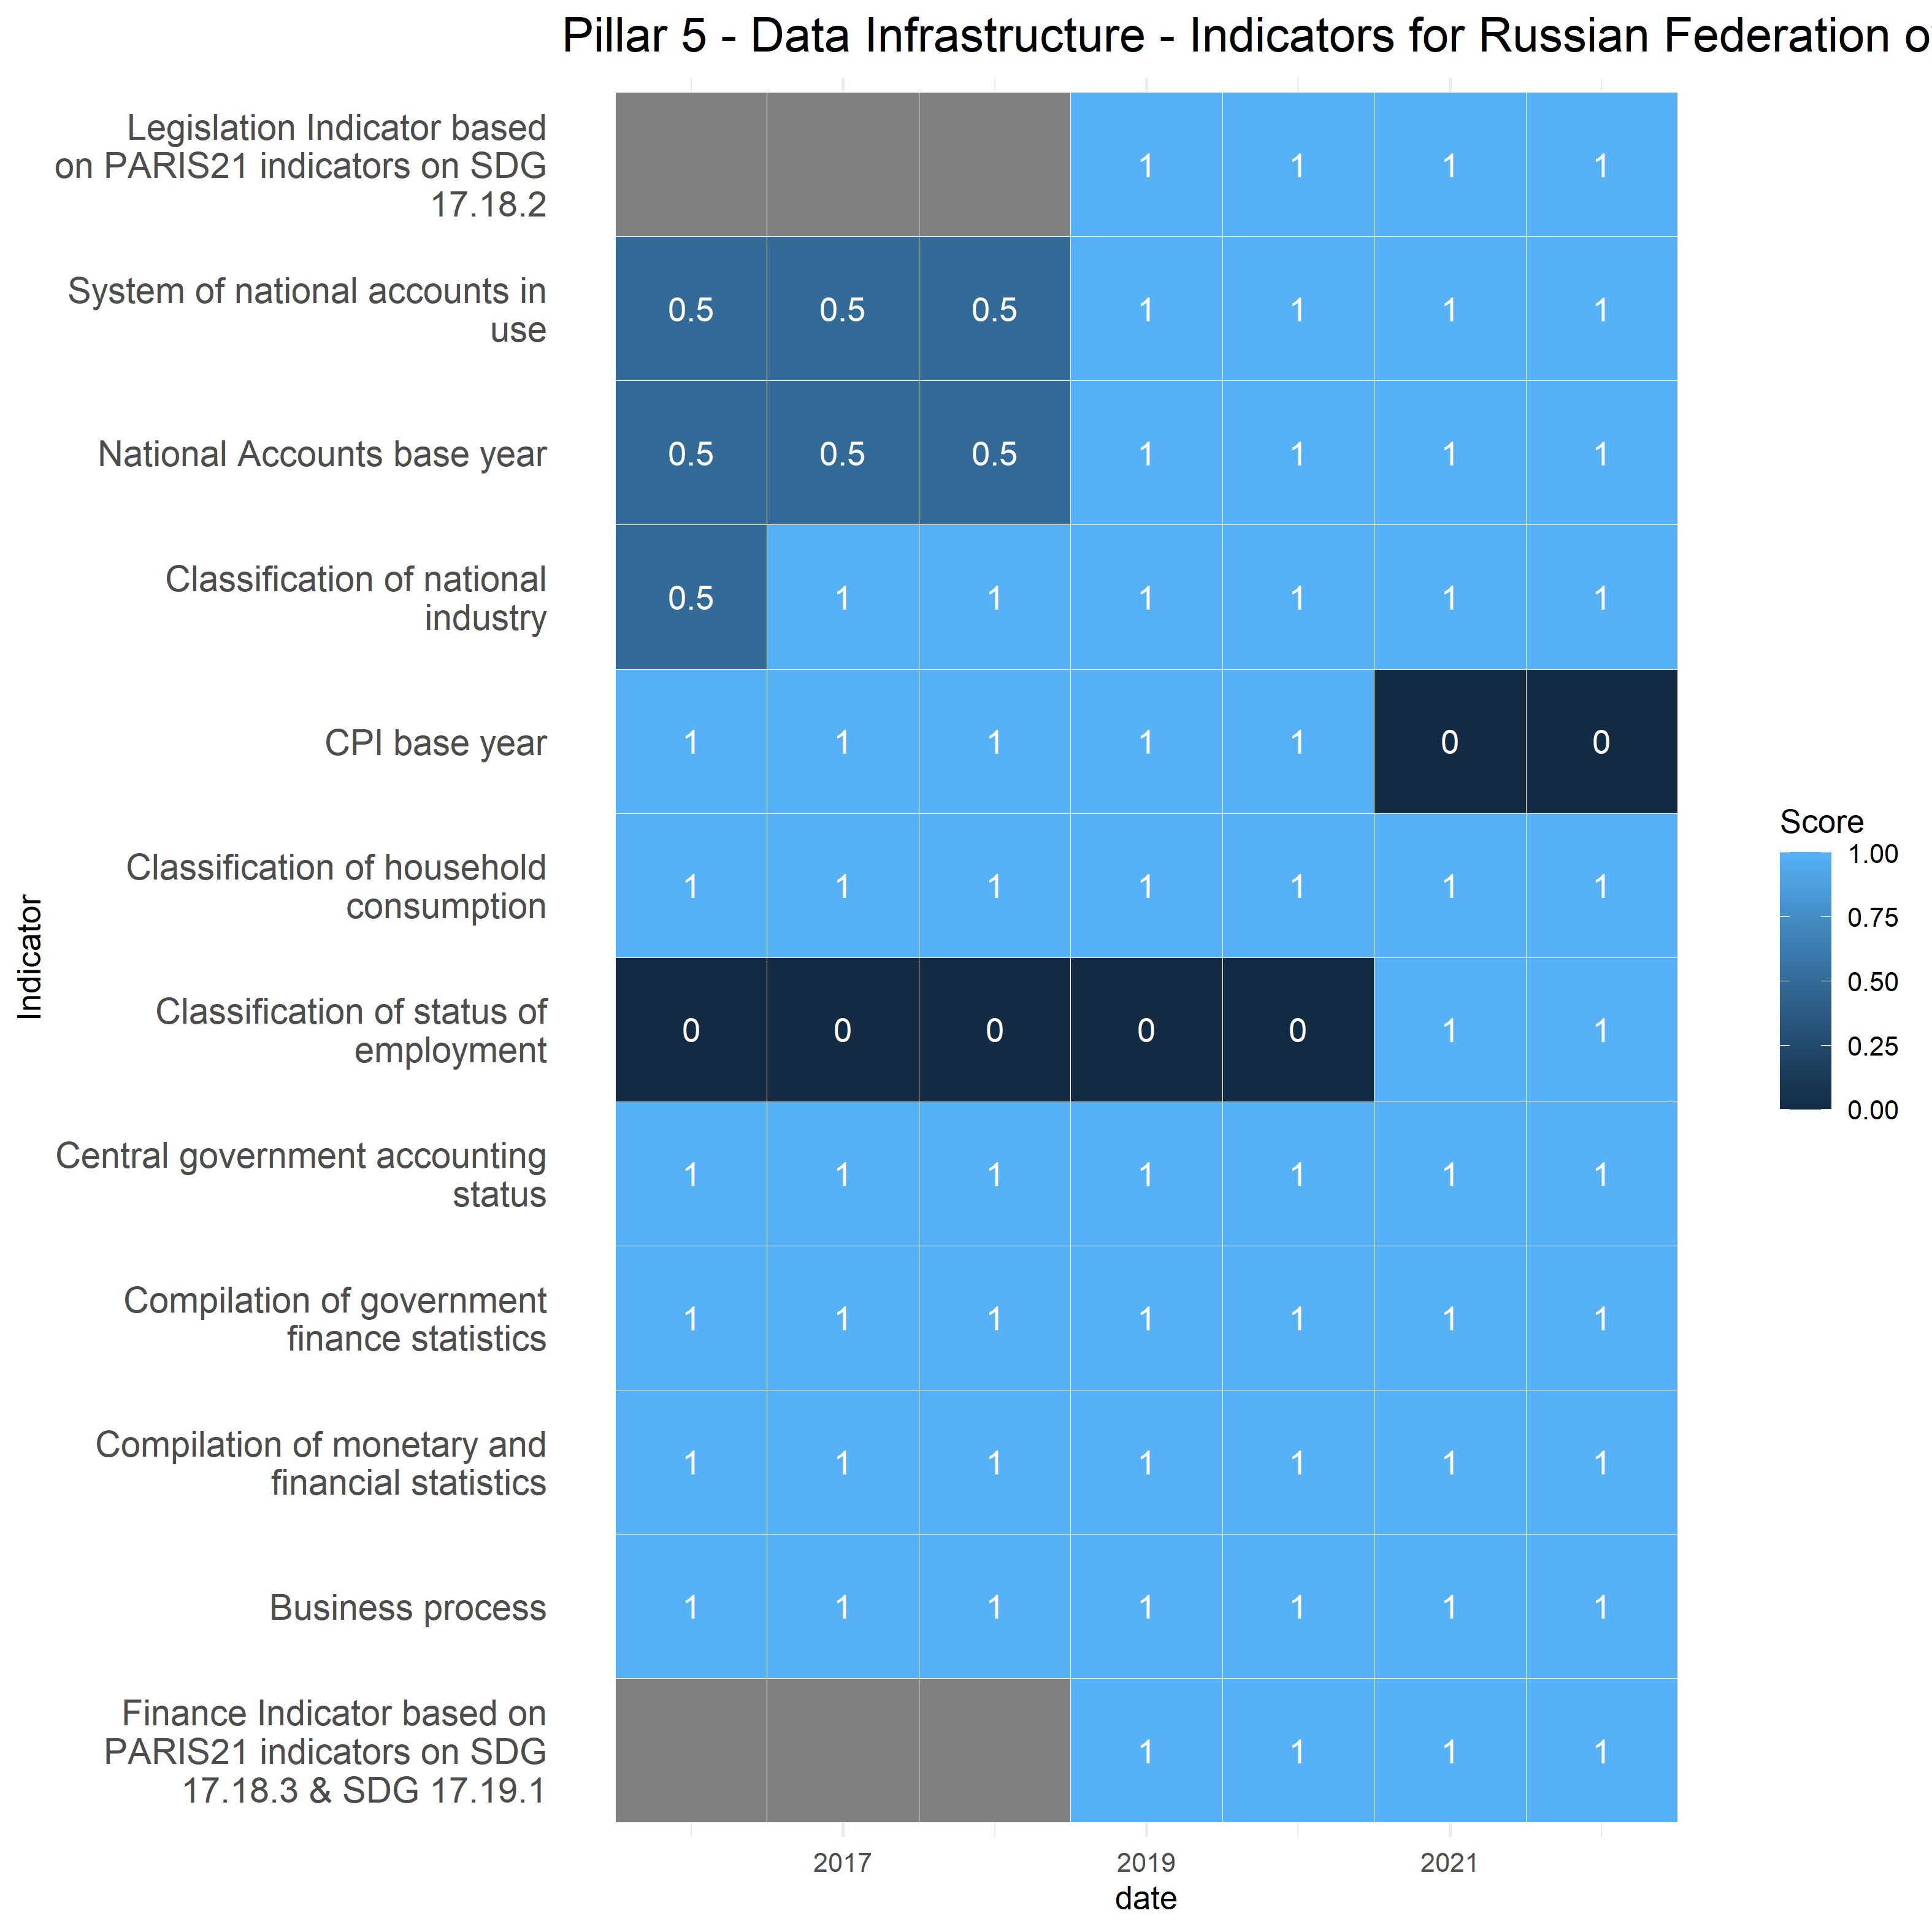 Pillar 5 - Data Infrastructure - Indicators for Russian Federation o
Legislation Indicator based
on PARIS21 indicators on SDG
17.18.2
1 1 1 1
System of national accounts in
use
0.5 0.5 0.5 1 1 1 1
National Accounts base year
0.5 0.5 0.5 1 1 1 1
Classification of national
industry
0.5 1 1 1 1 1 1
CPI base year
1 1 1 1 1 0 0
Classification of household
consumption
1 1 1 1 1 1 1
Classification of status of
employment
0 0 0 0 0 1 1
Central government accounting
status
1 1 1 1 1 1 1
Compilation of government
finance statistics
1 1 1 1 1 1 1
Compilation of monetary and
financial statistics
1 1 1 1 1 1 1
Business process
1 1 1 1 1 1 1
Finance Indicator based on
PARIS21 indicators on SDG
17.18.3 & SDG 17.19.1
1 1 1 1
Indicator
2017 2019 2021
date
Score
1.00
0.75
0.50
0.25
0.00